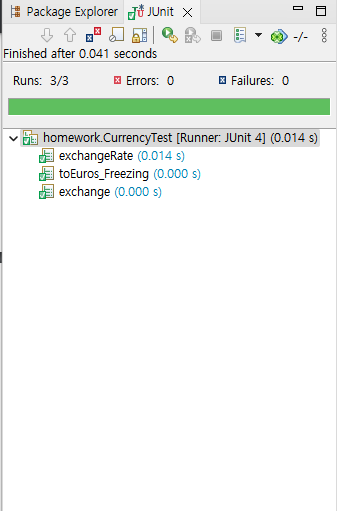 Package Explorer JUnit
-/-
Finished after 0.041 seconds
Runs: 3/3 Errors: 0 Failures: 0
homework.CurrencyTest [Runner: JUnit 4] (0.014 s)
exchangeRate (0.014 s)
toEuros_Freezing (0.000 s)
exchange (0.000 s)